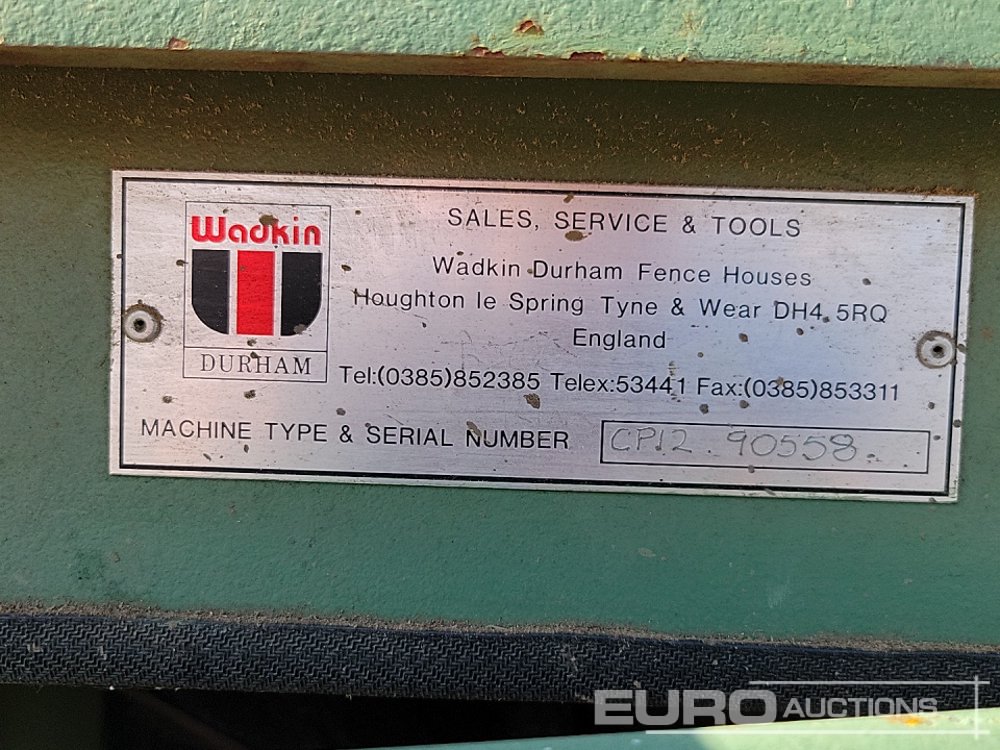 Wadkin
DURHAM
SALES, SERVICE & TOOLS
Wadkin Durham Fence Houses
Houghton le Spring Tyne & Wear DH4 5RQ
England
Tel:(0385)852385 Telex:53441 Fax:(0385)853311
MACHINE TYPE & SERIAL NUMBER CP12 90558
EURO AUCTIONS